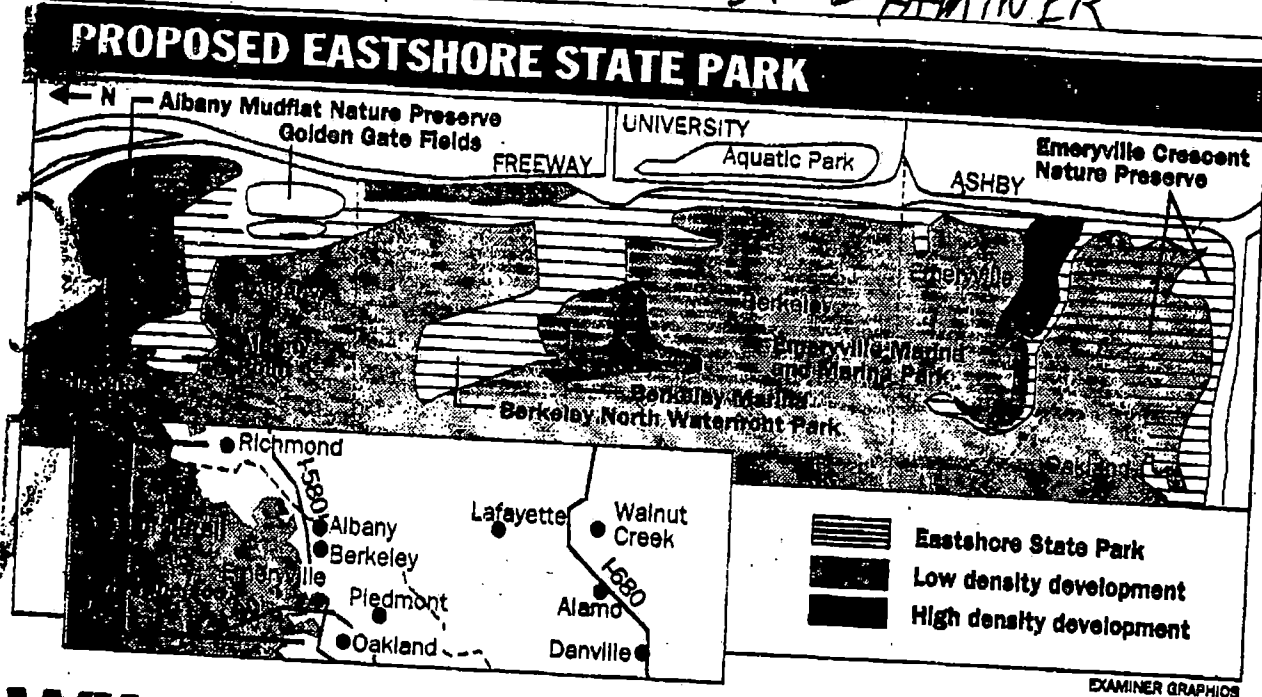 PROPOSED EASTSHORE STATE PARK
N
Albany Mudflat Nature Preserve
Golden Gate Fields
FREEWAY
UNIVERSITY
Aquatic Park
ASHBY
Emeryville Crescent
Nature Preserve
Emeryville
Berkeley
Emeryville Marina
and Marina Park
Berkeley Marina
Berkeley North Waterfront Park
Oakland
Richmond
I-580
Albany
Berkeley
Emeryville
Piedmont
Oakland
Lafayette
Walnut
Creek
I-680
Alamo
Danville
Eastshore State Park
Low density development
High density development
EXAMINER GRAPHICS